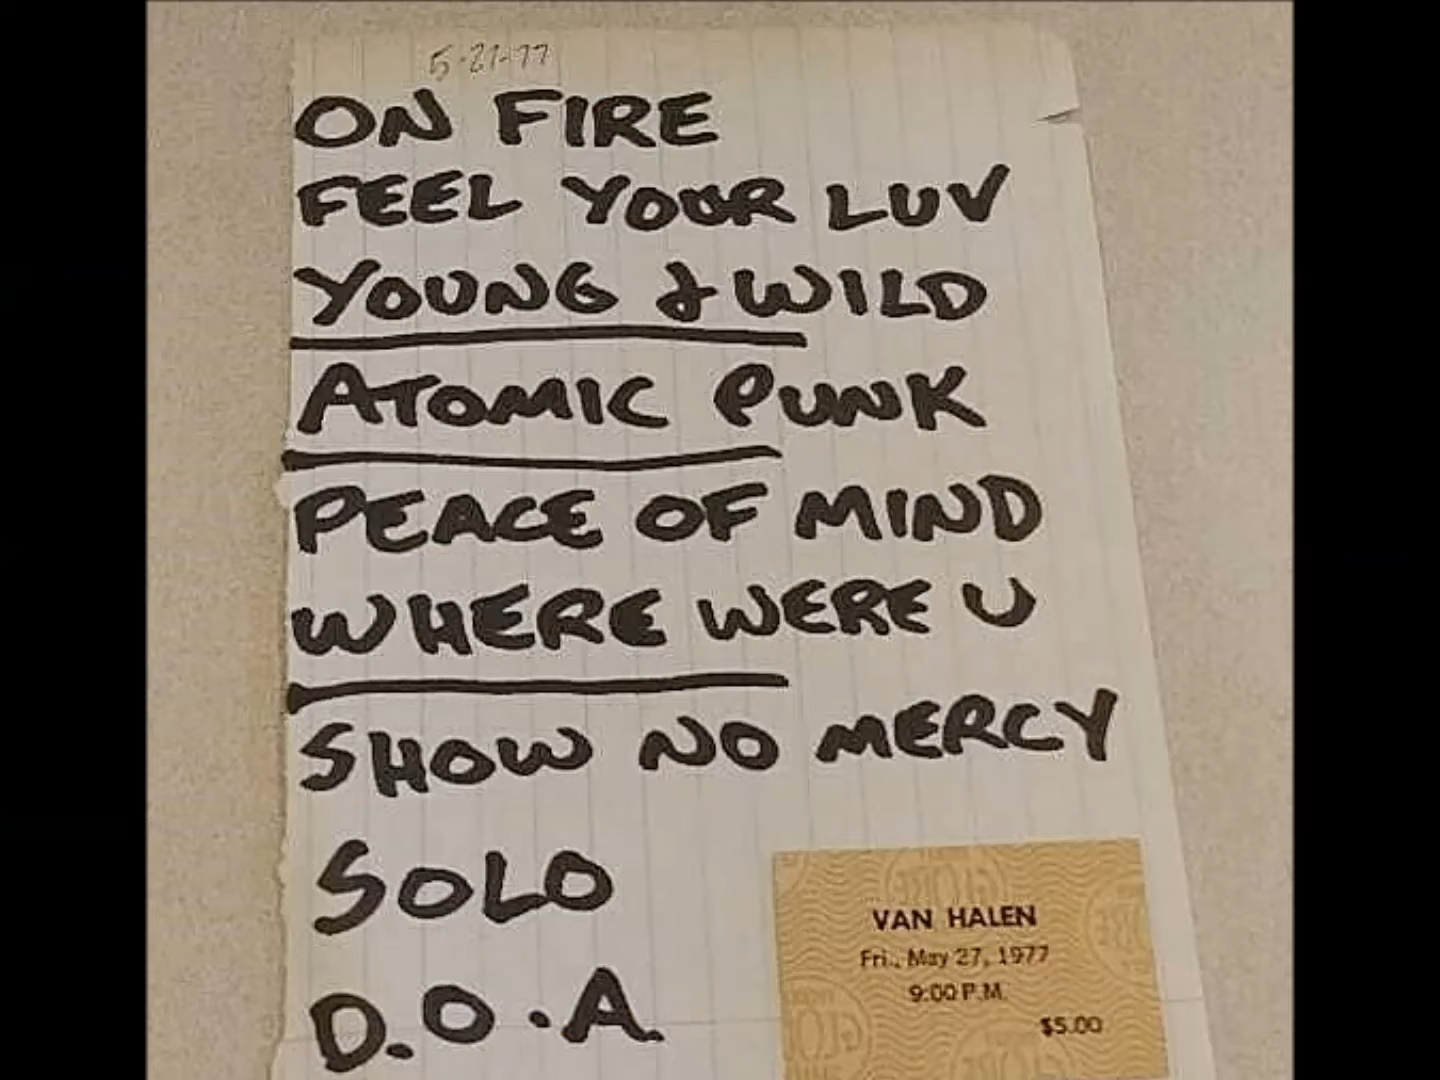 5-27-77
ON FIRE
FEEL YOUR LUV
YOUNG & WILD
ATOMIC PUNK
PEACE OF MIND
WHERE WERE U
SHOW NO MERCY
SOLO
D.O.A.
VAN HALEN
Fri., May 27, 1977
9:00 P.M.
$5.00
GLOBE